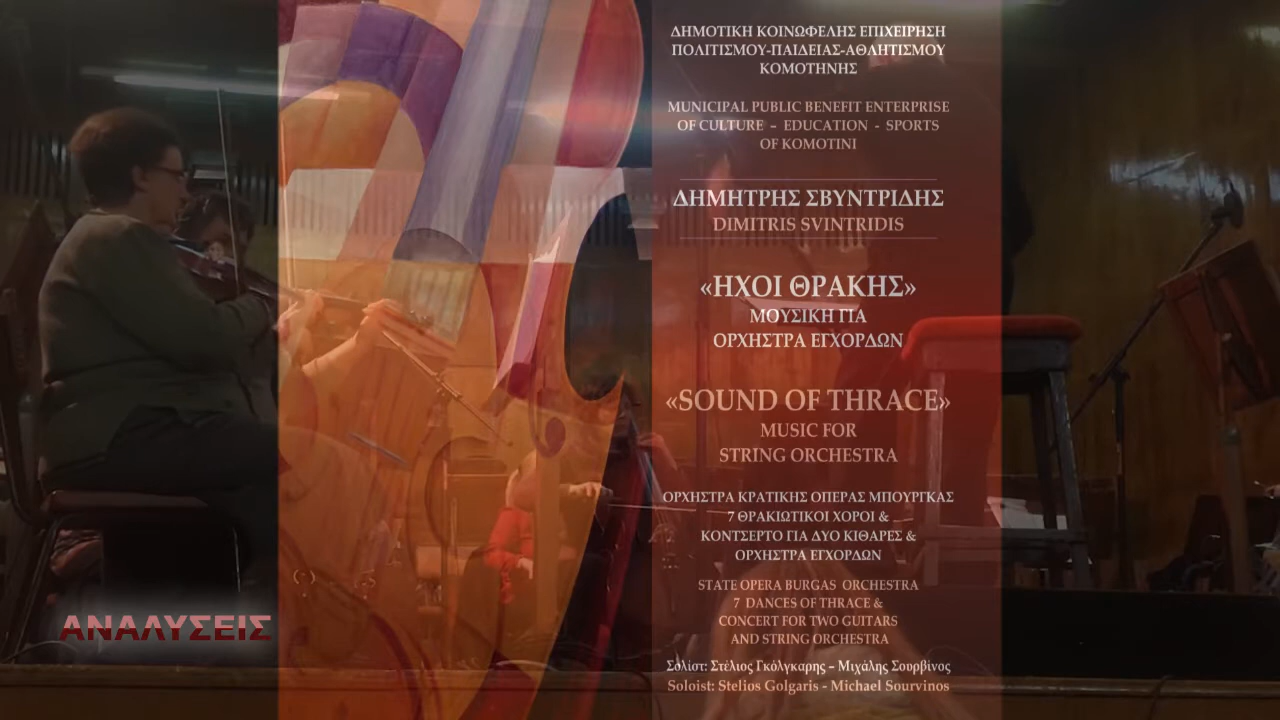 ΔΗΜΟΤΙΚΗ ΚΟΙΝΩΦΕΛΗΣ ΕΠΙΧΕΙΡΗΣΗ
ΠΟΛΙΤΙΣΜΟΥ-ΠΑΙΔΕΙΑΣ-ΑΘΛΗΤΙΣΜΟΥ
ΚΟΜΟΤΗΝΗΣ
MUNICIPAL PUBLIC BENEFIT ENTERPRISE
OF CULTURE – EDUCATION - SPORTS
OF KOMOTINI
ΔΗΜΗΤΡΗΣ ΣΒΥΝΤΡΙΔΗΣ
DIMITRIS SVINTRIDIS
«ΗΧΟΙ ΘΡΑΚΗΣ»
ΜΟΥΣΙΚΗ ΓΙΑ
ΟΡΧΗΣΤΡΑ ΕΓΧΟΡΔΩΝ
«SOUND OF THRACE»
MUSIC FOR
STRING ORCHESTRA
ΟΡΧΗΣΤΡΑ ΚΡΑΤΙΚΗΣ ΟΠΕΡΑΣ ΜΠΟΥΡΓΚΑΣ
7 ΘΡΑΚΙΩΤΙΚΟΙ ΧΟΡΟΙ &
ΚΟΝΤΣΕΡΤΟ ΓΙΑ ΔΥΟ ΚΙΘΑΡΕΣ &
ΟΡΧΗΣΤΡΑ ΕΓΧΟΡΔΩΝ
STATE OPERA BURGAS ORCHESTRA
7 DANCES OF THRACE &
CONCERT FOR TWO GUITARS
AND STRING ORCHESTRA
Σολίστ: Στέλιος Γκόλγκαρης – Μιχάλης Σουρβίνος
Soloist: Stelios Golgaris - Michael Sourvinos
ΑΝΑΛΥΣΕΙΣ